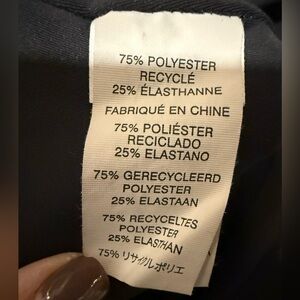 75% POLYESTER
RECYCLÉ
25% ÉLASTHANNE
FABRIQUÉ EN CHINE
75% POLIÉSTER
RECICLADO
25% ELASTANO
75% GERECYCLEERD
POLYESTER
25% ELASTAAN
75% RECYCELTES
POLYESTER
25% ELASTHAN
75% リサイクルポリエ